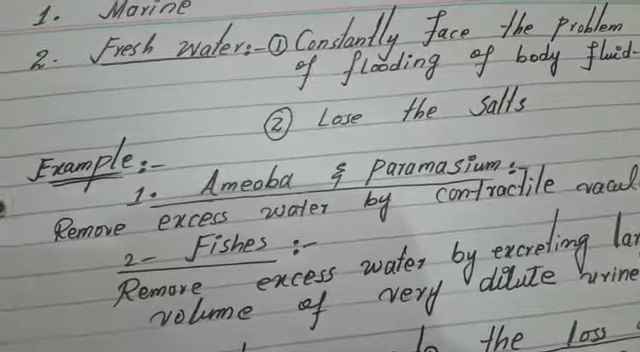 1. Marine
2. Fresh water:- ① Constantly face the problem
of flooding of body fluid-
② Lose the salts
Example:-
1. Ameoba & Paramasium:-
Remove excess water by contractile vacul
2- Fishes :-
Remove excess water by excreting lar
volume of very dilute urine
the loss